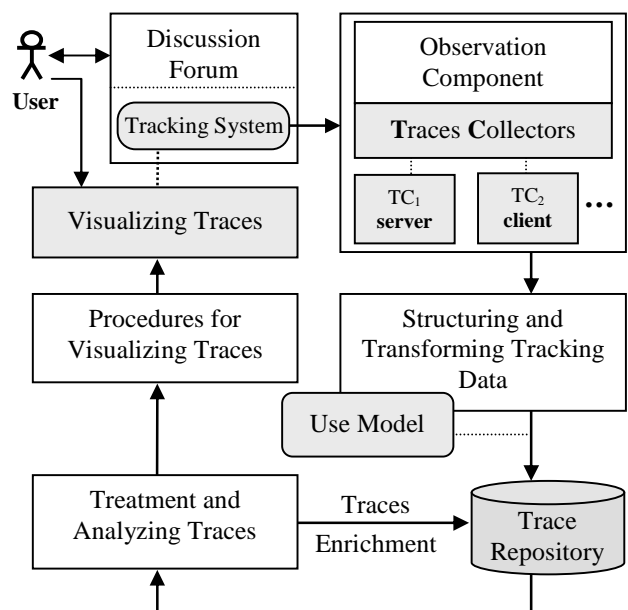 User
Discussion
Forum
Tracking System
Observation
Component
Traces Collectors
TC1
server
TC2
client
...
Visualizing Traces
Procedures for
Visualizing Traces
Structuring and
Transforming Tracking
Data
Use Model
Treatment and
Analyzing Traces
Traces
Enrichment
Trace
Repository